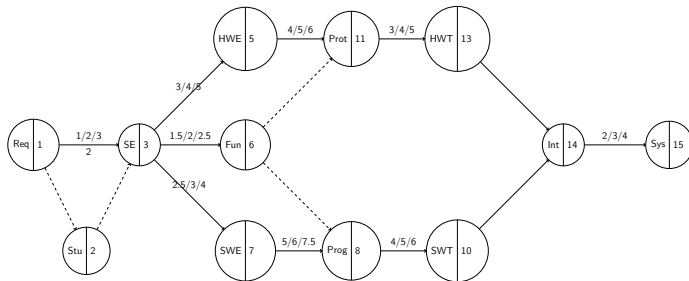 HWE 5
4/5/6
Prot 11
3/4/5
HWT 13
3/4/5
Req 1
1/2/3
2
SE 3
1.5/2/2.5
Fun 6
Int 14
2/3/4
Sys 15
2.5/3/4
Stu 2
SWE 7
5/6/7.5
Prog 8
4/5/6
SWT 10